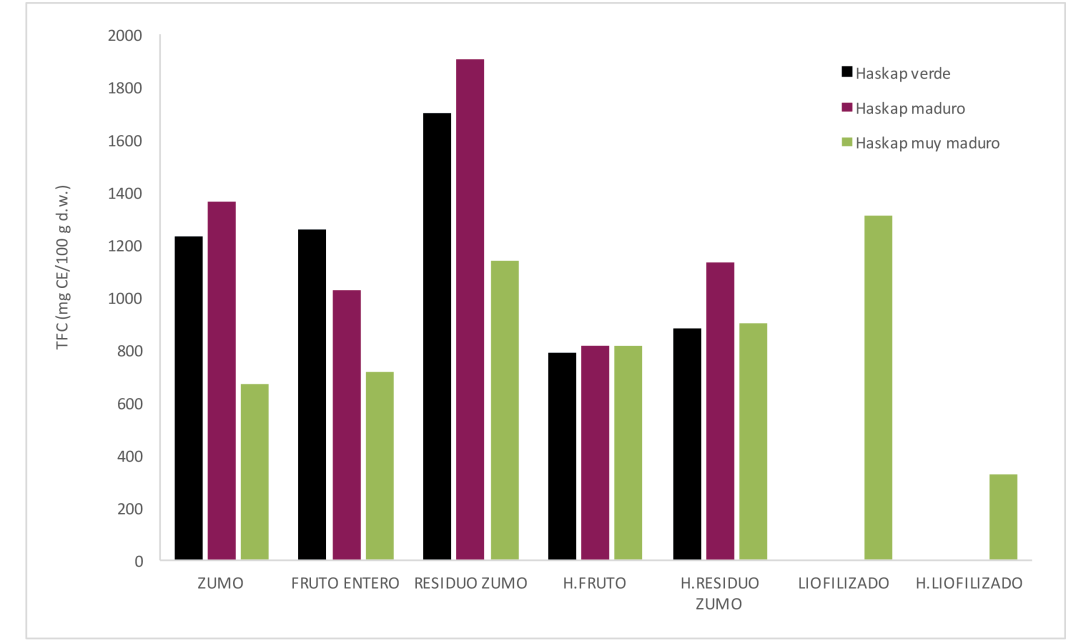 2000
1800
1600
1400
1200
1000
800
600
400
200
0
TFC (mg CE/100 g d.w.)
Haskap verde
Haskap maduro
Haskap muy maduro
ZUMO
FRUTO ENTERO
RESIDUO ZUMO
H.FRUTO
H.RESIDUO
ZUMO
LIOFILIZADO
H.LIOFILIZADO